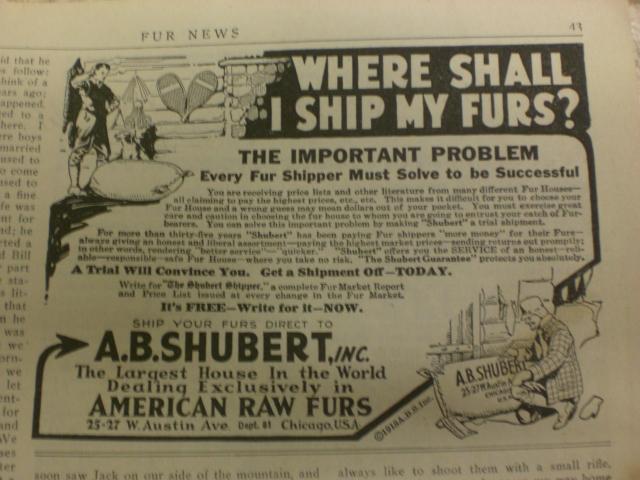 FUR NEWS
43
WHERE SHALL
I SHIP MY FURS?
THE IMPORTANT PROBLEM
Every Fur Shipper Must Solve to be Successful
You are receiving price lists and other literature from many different Fur Houses—
all claiming to pay the highest prices, etc., etc. This makes it difficult for you to choose your
Fur House and a wrong guess may mean dollars out of your pocket. You must exercise great
care and caution in choosing the fur house to whom you are going to entrust your catch of Fur-
bearers. You can solve this important problem by making "Shubert" a trial shipment.
For more than thirty-five years "Shubert" has been paying Fur shippers "more money" for their Furs—
always giving an honest and liberal assortment—paying the highest market prices—sending returns out promptly;
in other words, rendering "better service" "quicker." "Shubert" offers you the SERVICE of an honest—reli-
able—responsible—safe Fur House—where you take no risk. "The Shubert Guarantee" protects you absolutely.
A Trial Will Convince You. Get a Shipment Off—TODAY.
Write for "The Shubert Shipper," a complete Fur Market Report
and Price List issued at every change in the Fur Market.
It's FREE—Write for it—NOW.
SHIP YOUR FURS DIRECT TO
A.B.SHUBERT, INC.
The Largest House in the World
Dealing Exclusively in
AMERICAN RAW FURS
25-27 W. Austin Ave. Dept. 81 Chicago, U.S.A.
A.B. SHUBERT
25-27 W. Austin A
CHICAGO
U.S.A.
©1918 A.B.S. Inc.
soon saw Jack on our side of the mountain, and
always like to shoot them with a small rifle,